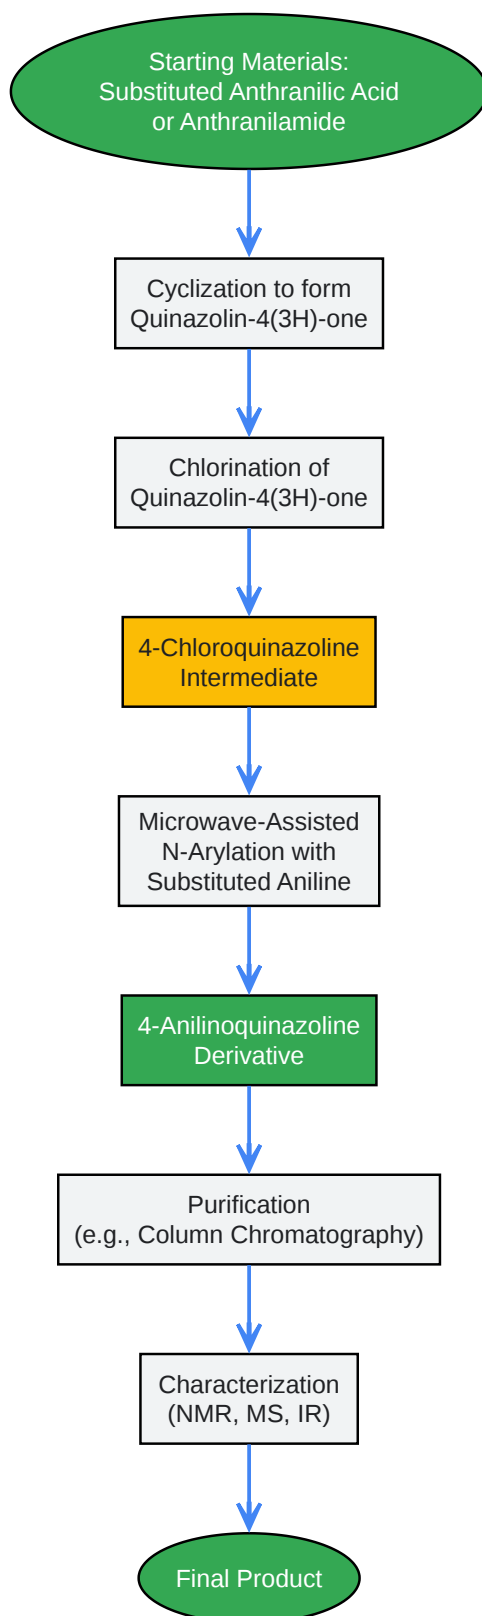 Starting Materials:
Substituted Anthranilic Acid
or Anthranilamide
Cyclization to form
Quinazolin-4(3H)-one
Chlorination of
Quinazolin-4(3H)-one
4-Chloroquinazoline
Intermediate
Microwave-Assisted
N-Arylation with
Substituted Aniline
4-Anilinoquinazoline
Derivative
Purification
(e.g., Column Chromatography)
Characterization
(NMR, MS, IR)
Final Product